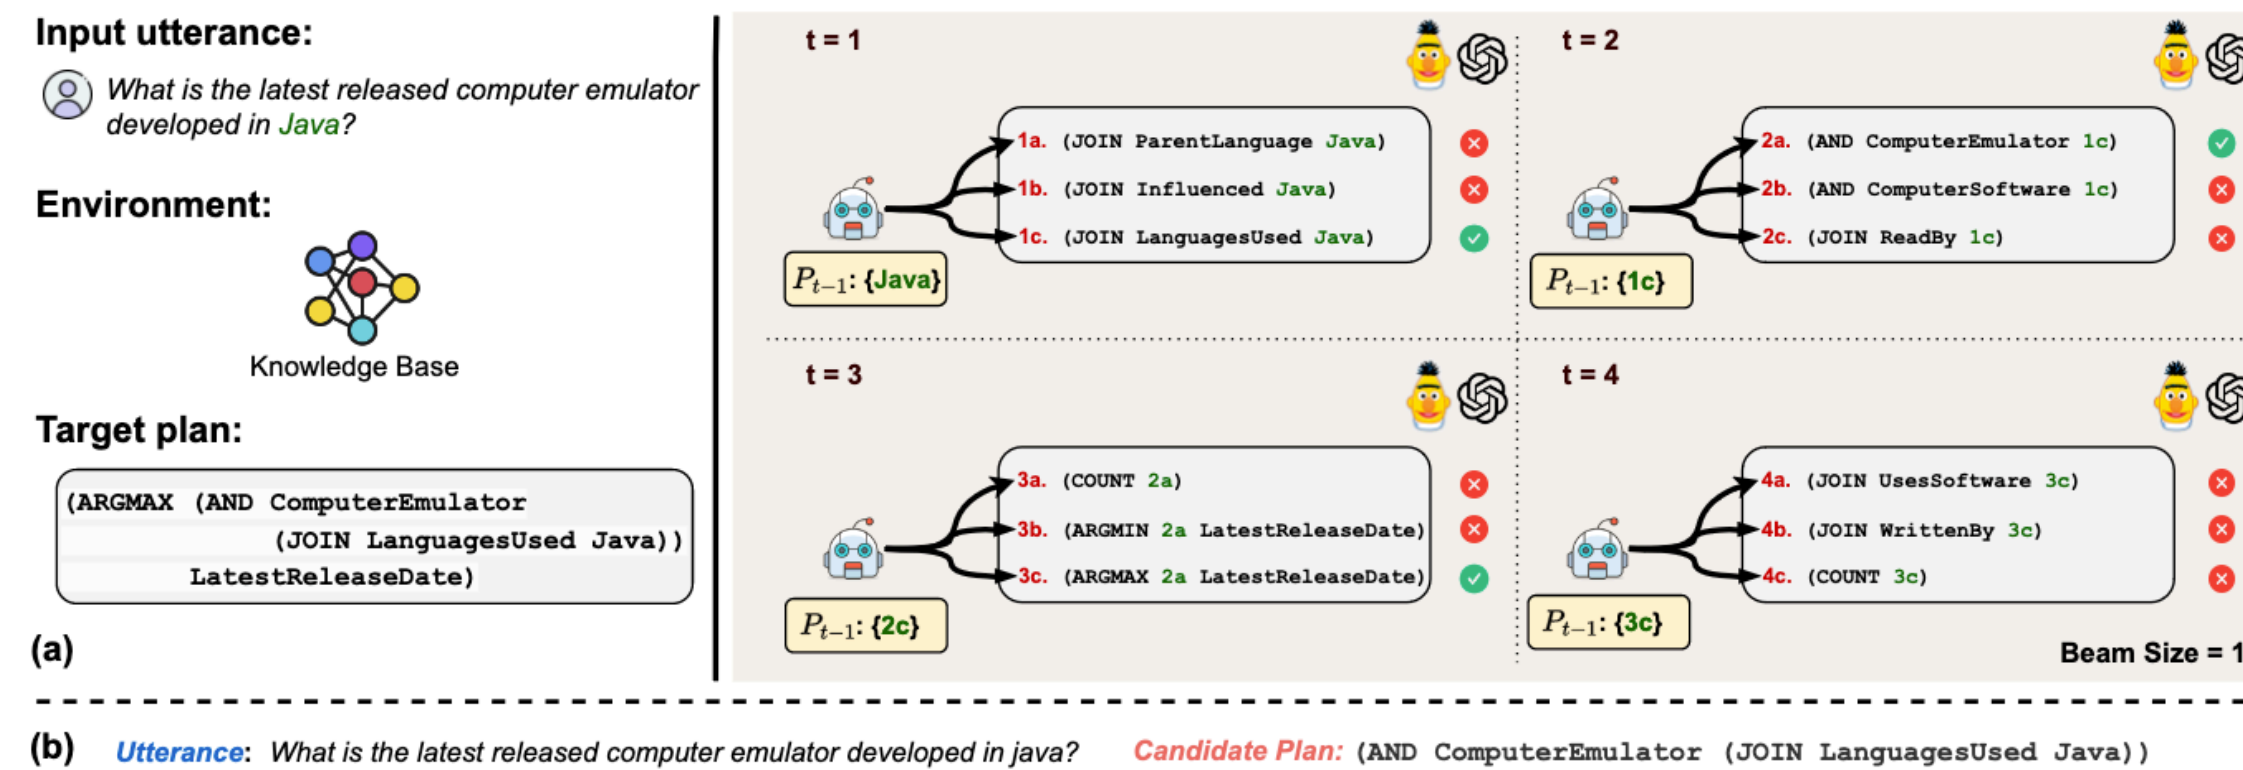 Input utterance:
What is the latest released computer emulator
developed in Java?
Environment:
Knowledge Base
Target plan:
(ARGMAX (AND ComputerEmulator
(JOIN LanguagesUsed Java))
LatestReleaseDate)
(a)
t = 1
1a. (JOIN ParentLanguage Java)
1b. (JOIN Influenced Java)
1c. (JOIN LanguagesUsed Java)
Pt−1: {Java}
t = 2
2a. (AND ComputerEmulator 1c)
2b. (AND ComputerSoftware 1c)
2c. (JOIN ReadBy 1c)
Pt−1: {1c}
t = 3
3a. (COUNT 2a)
3b. (ARGMIN 2a LatestReleaseDate)
3c. (ARGMAX 2a LatestReleaseDate)
Pt−1: {2c}
t = 4
4a. (JOIN UsesSoftware 3c)
4b. (JOIN WrittenBy 3c)
4c. (COUNT 3c)
Pt−1: {3c}
Beam Size = 1
(b) Utterance: What is the latest released computer emulator developed in java? Candidate Plan: (AND ComputerEmulator (JOIN LanguagesUsed Java))